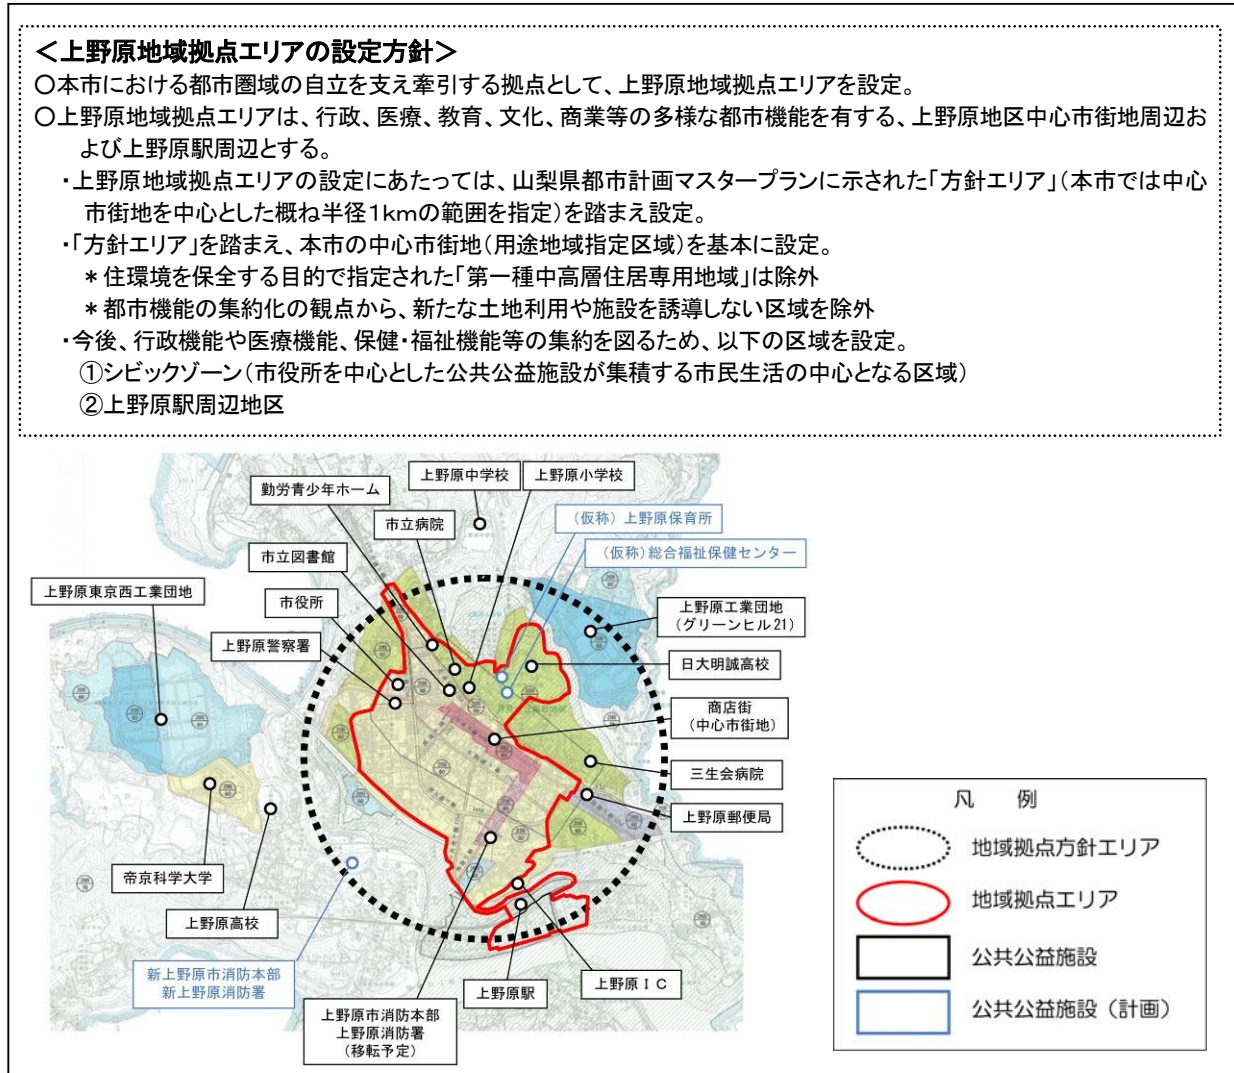 ＜上野原地域拠点エリアの設定方針＞
○本市における都市圏域の自立を支え牽引する拠点として、上野原地域拠点エリアを設定。
○上野原地域拠点エリアは、行政、医療、教育、文化、商業等の多様な都市機能を有する、上野原地区中心市街地周辺お
よび上野原駅周辺とする。
・上野原地域拠点エリアの設定にあたっては、山梨県都市計画マスタープランに示された「方針エリア」（本市では中心
市街地を中心とした概ね半径１ｋｍの範囲を指定）を踏まえ設定。
・「方針エリア」を踏まえ、本市の中心市街地（用途地域指定区域）を基本に設定。
＊住環境を保全する目的で指定された「第一種中高層住居専用地域」は除外
＊都市機能の集約化の観点から、新たな土地利用や施設を誘導しない区域を除外
・今後、行政機能や医療機能、保健・福祉機能等の集約を図るため、以下の区域を設定。
①シビックゾーン（市役所を中心とした公共公益施設が集積する市民生活の中心となる区域）
②上野原駅周辺地区
上野原中学校
上野原小学校
勤労青少年ホーム
（仮称）上野原保育所
市立病院
（仮称）総合福祉保健センター
市立図書館
上野原東京西工業団地
市役所
上野原工業団地
（グリーンヒル21）
上野原警察署
日大明誠高校
商店街
（中心市街地）
三生会病院
上野原郵便局
帝京科学大学
上野原高校
新上野原市消防本部
新上野原消防署
上野原駅
上野原ＩＣ
上野原市消防本部
上野原消防署
（移転予定）
凡　例
地域拠点方針エリア
地域拠点エリア
公共公益施設
公共公益施設（計画）